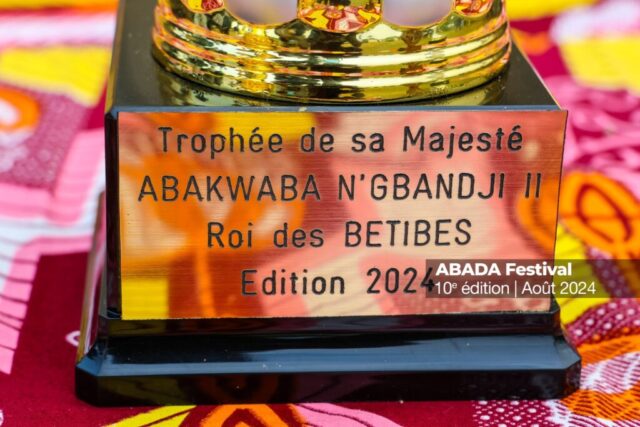 Trophée de sa Majesté
ABAKWABA N'GBANDJI II
Roi des BETIBES
Edition 2024
ABADA Festival
10e édition | Août 2024